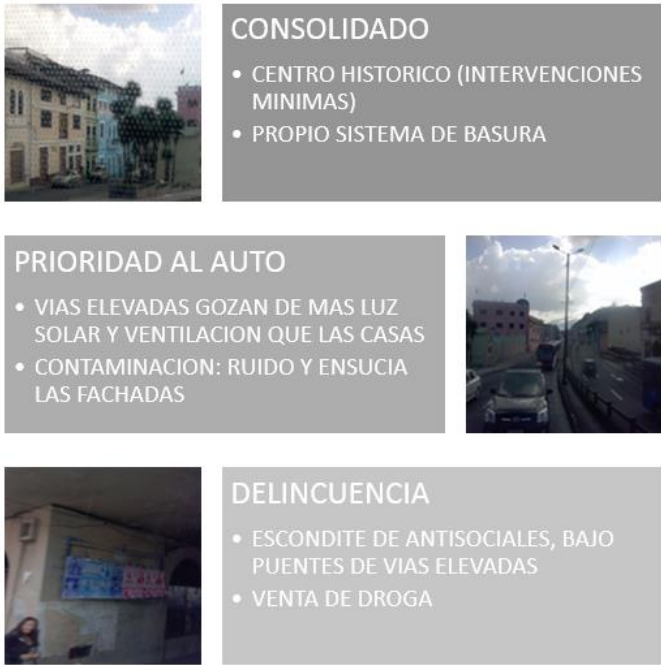 CONSOLIDADO
• CENTRO HISTORICO (INTERVENCIONES
MINIMAS)
• PROPIO SISTEMA DE BASURA
PRIORIDAD AL AUTO
• VIAS ELEVADAS GOZAN DE MAS LUZ
SOLAR Y VENTILACION QUE LAS CASAS
• CONTAMINACION: RUIDO Y ENSUCIA
LAS FACHADAS
DELINCUENCIA
• ESCONDITE DE ANTISOCIALES, BAJO
PUENTES DE VIAS ELEVADAS
• VENTA DE DROGA